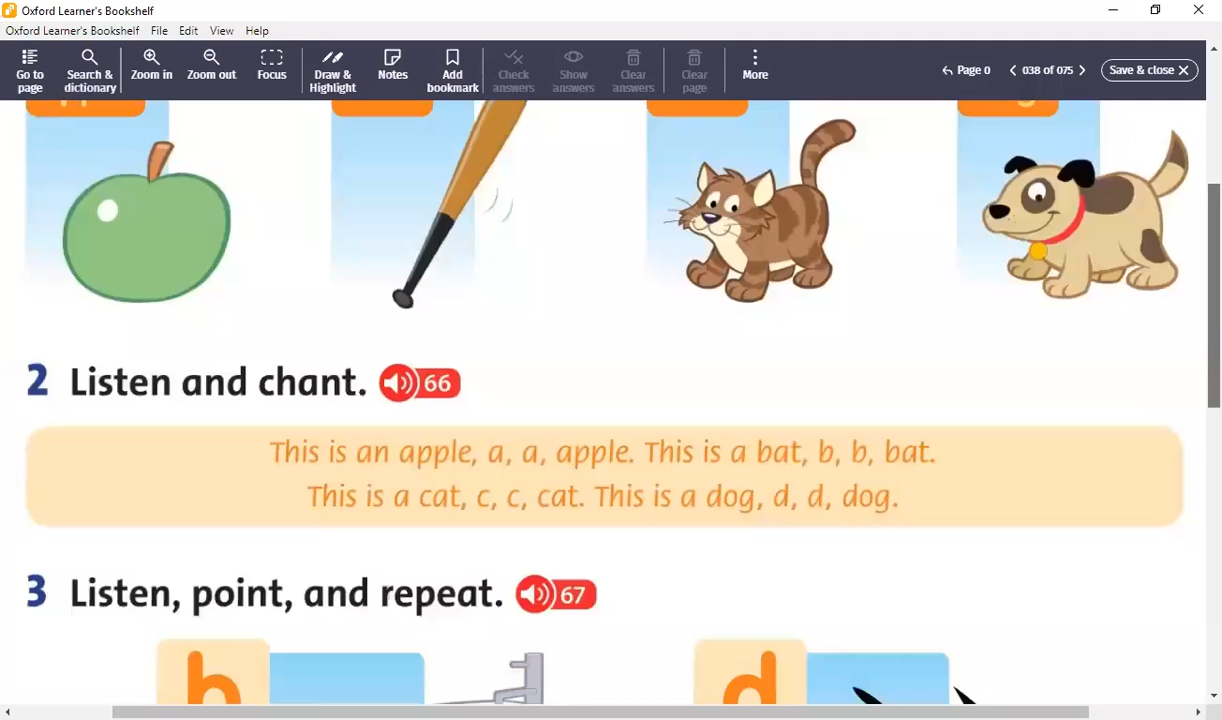 Oxford Learner's Bookshelf
Oxford Learner's Bookshelf File Edit View Help
Go to page
Search & dictionary
Zoom in
Zoom out
Focus
Draw & Highlight
Notes
Add bookmark
Check answers
Show answers
Clear answers
Clear page
More
Page 0
038 of 075
Save & close
2 Listen and chant. 66
This is an apple, a, a, apple. This is a bat, b, b, bat.
This is a cat, c, c, cat. This is a dog, d, d, dog.
3 Listen, point, and repeat. 67
d